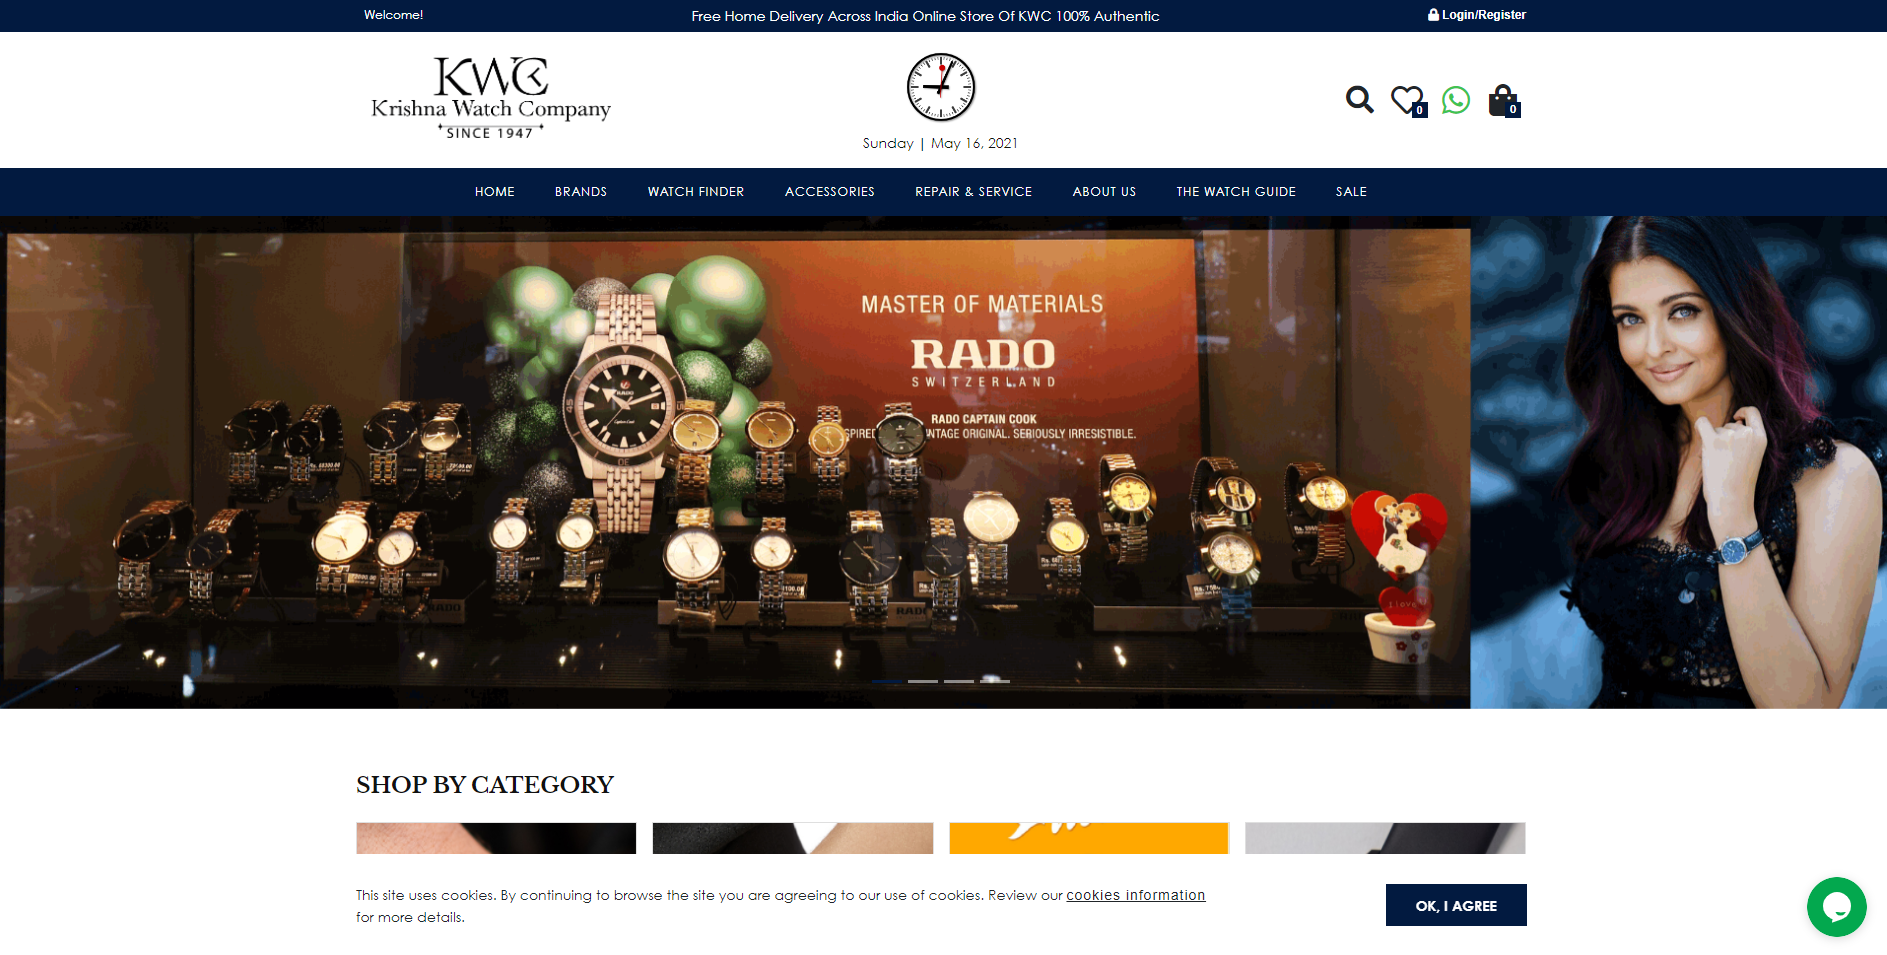 Welcome!
Free Home Delivery Across India Online Store Of KWC 100% Authentic
Login/Register
KWC
Krishna Watch Company
SINCE 1947
0
0
Sunday | May 16, 2021
HOME
BRANDS
WATCH FINDER
ACCESSORIES
REPAIR & SERVICE
ABOUT US
THE WATCH GUIDE
SALE
MASTER OF MATERIALS
RADO
SWITZERLAND
RADO CAPTAIN COOK
ORIGINAL. SERIOUSLY IRRESISTIBLE.
RADO
RADO
I love
SHOP BY CATEGORY
This site uses cookies. By continuing to browse the site you are agreeing to our use of cookies. Review our cookies information
for more details.
OK, I AGREE